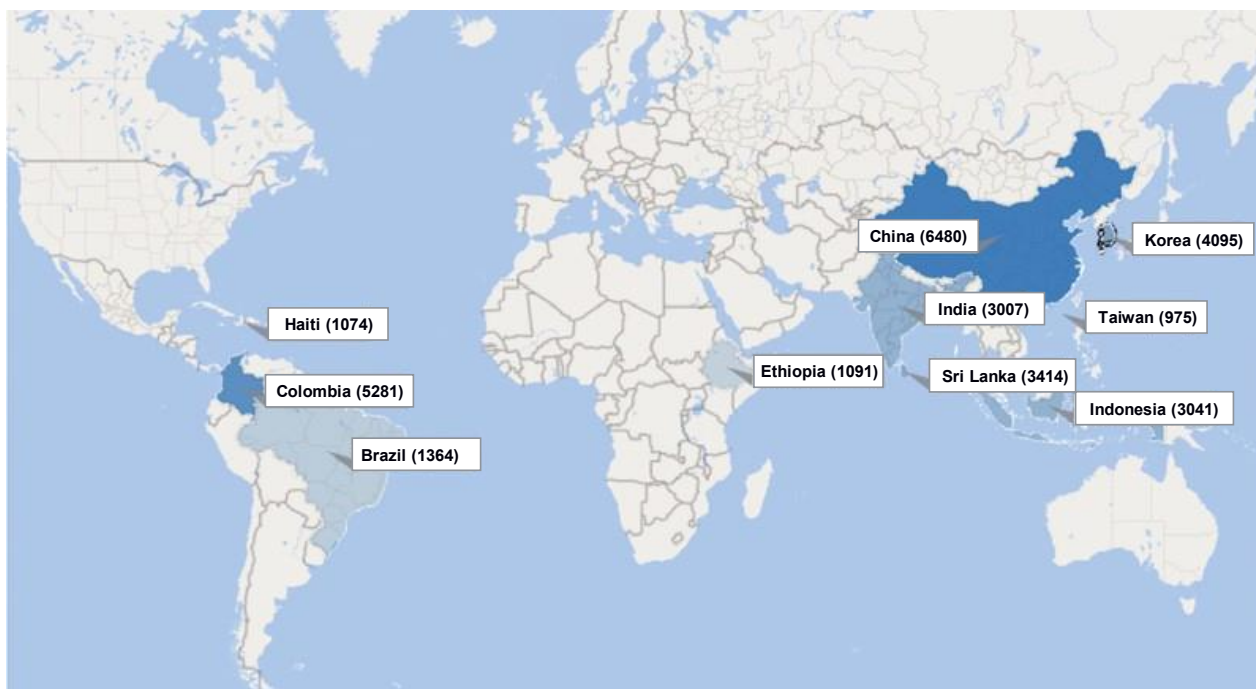 China (6480)
Korea (4095)
India (3007)
Taiwan (975)
Haiti (1074)
Ethiopia (1091)
Sri Lanka (3414)
Colombia (5281)
Indonesia (3041)
Brazil (1364)